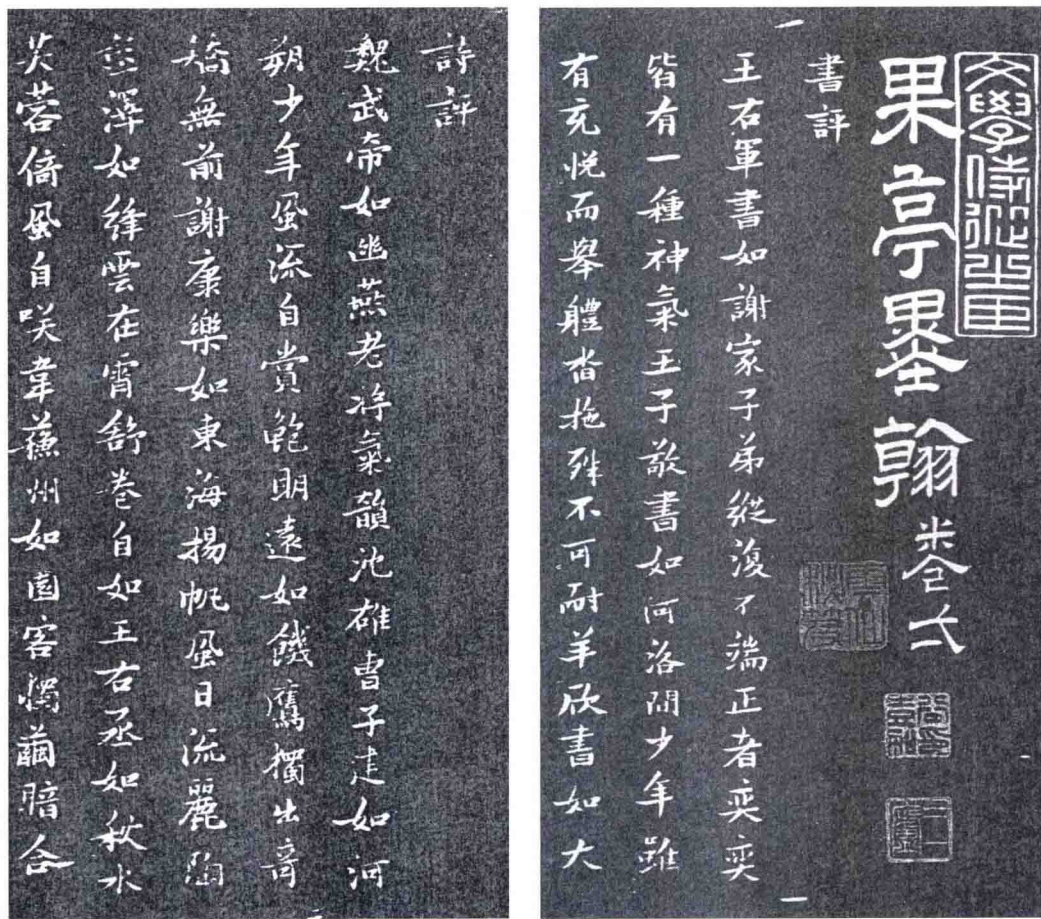 文學侍從之臣
果亭墨翰卷
書評
王右軍書如謝家子弟縱復不端正者奕奕
皆有一種神氣王子敬書如河洛間少年雖
有充悅而舉體沓拖殊不可耐羊欣書如大
詩評
魏武帝如幽燕老將氣韻沈雄曹子建如河
朔少年風流自賞鮑明遠如饑鷹獨出奇
矯無前謝康樂如東海揚帆風日流麗陶
彭澤如絳雲在霄舒卷自如王右丞如秋水
芙蓉倚風自咲韋蘇州如園客獨繭暗合